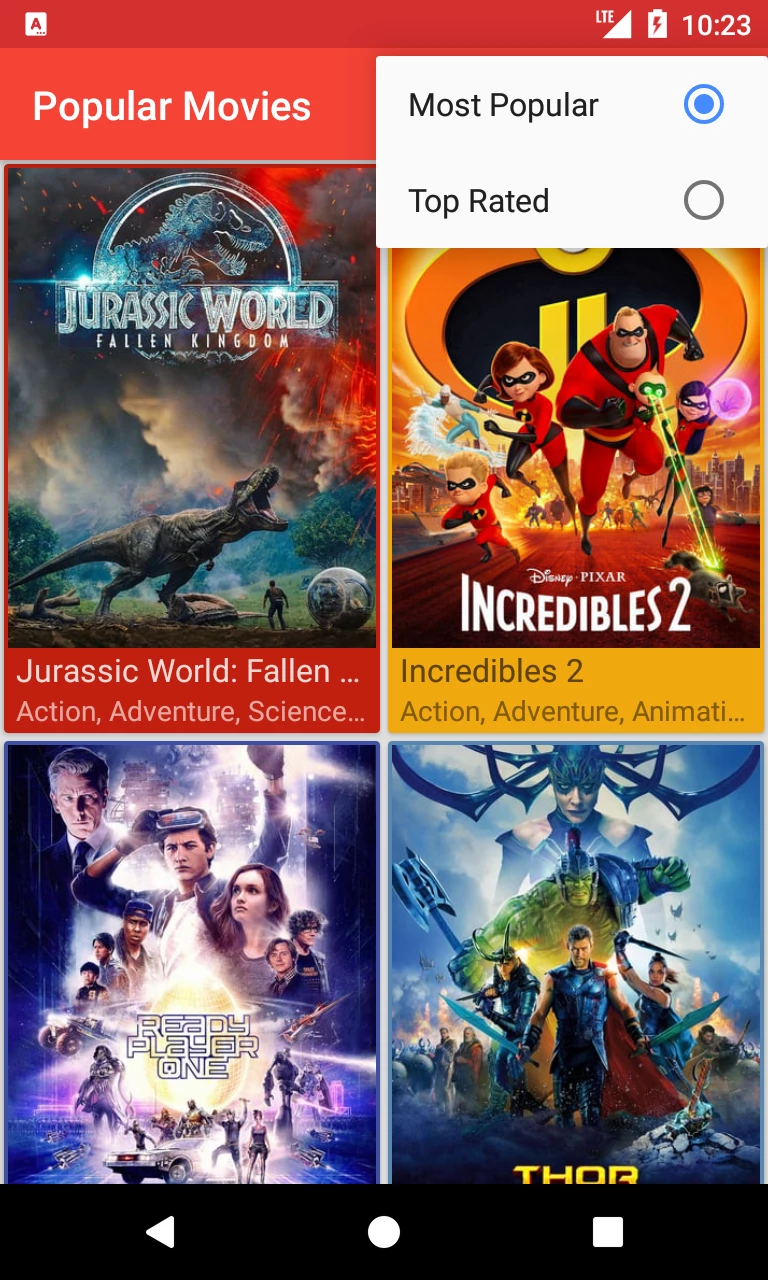 LTE 10:23
Popular Movies
Most Popular
Top Rated
JURASSIC WORLD
FALLEN KINGDOM
Disney · PIXAR
INCREDIBLES 2
Jurassic World: Fallen ...
Action, Adventure, Science...
Incredibles 2
Action, Adventure, Animati...
READY
PLAYER
ONE
THOR